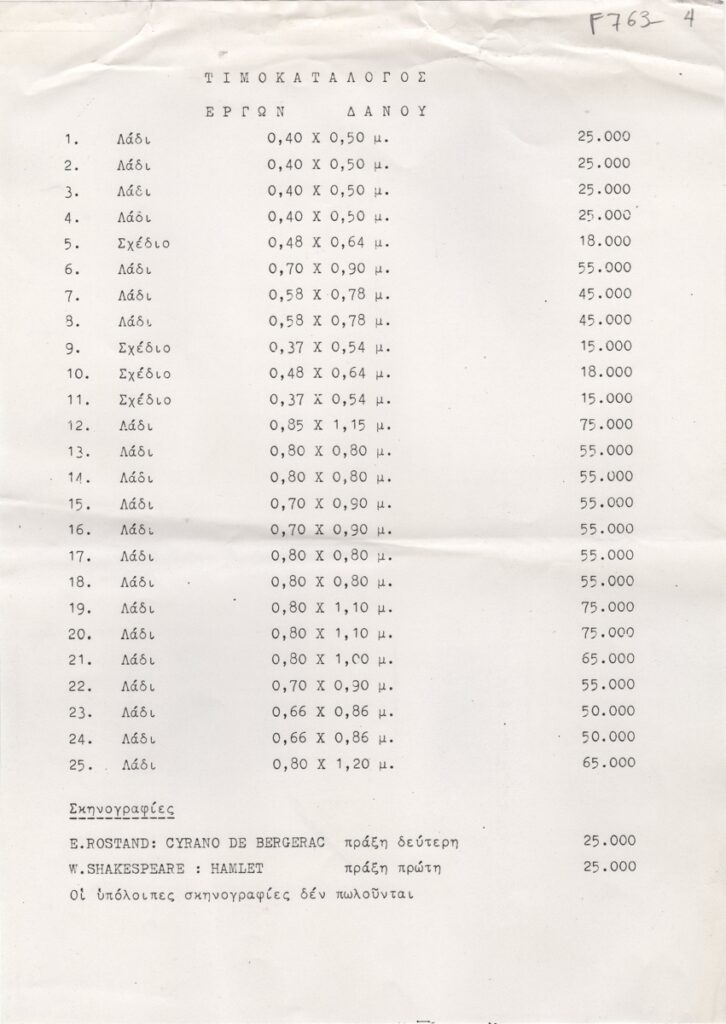 F763 4
ΤΙΜΟΚΑΤΑΛΟΓΟΣ
ΕΡΓΩΝ ΔΑΝΟΥ
1. Λάδι 0,40 Χ 0,50 μ. 25.000
2. Λάδι 0,40 Χ 0,50 μ. 25.000
3. Λάδι 0,40 Χ 0,50 μ. 25.000
4. Λάδι 0,40 Χ 0,50 μ. 25.000
5. Σχέδιο 0,48 Χ 0,64 μ. 18.000
6. Λάδι 0,70 Χ 0,90 μ. 55.000
7. Λάδι 0,58 Χ 0,78 μ. 45.000
8. Λάδι 0,58 Χ 0,78 μ. 45.000
9. Σχέδιο 0,37 Χ 0,54 μ. 15.000
10. Σχέδιο 0,48 Χ 0,64 μ. 18.000
11. Σχέδιο 0,37 Χ 0,54 μ. 15.000
12. Λάδι 0,85 Χ 1,15 μ. 75.000
13. Λάδι 0,80 Χ 0,80 μ. 55.000
14. Λάδι 0,80 Χ 0,80 μ. 55.000
15. Λάδι 0,70 Χ 0,90 μ. 55.000
16. Λάδι 0,70 Χ 0,90 μ. 55.000
17. Λάδι 0,80 Χ 0,80 μ. 55.000
18. Λάδι 0,80 Χ 0,80 μ. 55.000
19. Λάδι 0,80 Χ 1,10 μ. 75.000
20. Λάδι 0,80 Χ 1,10 μ. 75.000
21. Λάδι 0,80 Χ 1,00 μ. 65.000
22. Λάδι 0,70 Χ 0,90 μ. 55.000
23. Λάδι 0,66 Χ 0,86 μ. 50.000
24. Λάδι 0,66 Χ 0,86 μ. 50.000
25. Λάδι 0,80 Χ 1,20 μ. 65.000
Σκηνογραφίες
E.ROSTAND: CYRANO DE BERGERAC πράξη δεύτερη 25.000
W.SHAKESPEARE : HAMLET πράξη πρώτη 25.000
Οἱ ὑπόλοιπες σκηνογραφίες δέν πωλοῦνται